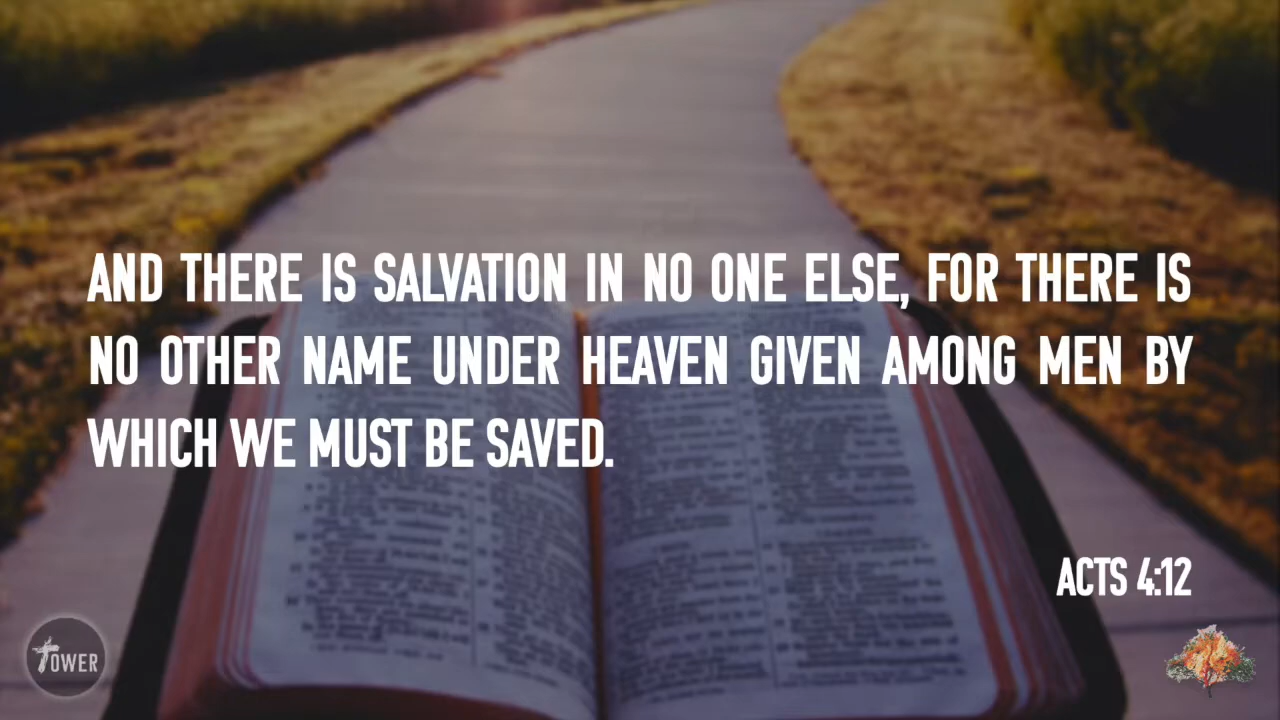 AND THERE IS SALVATION IN NO ONE ELSE, FOR THERE IS
NO OTHER NAME UNDER HEAVEN GIVEN AMONG MEN BY
WHICH WE MUST BE SAVED.
ACTS 4:12
TOWER